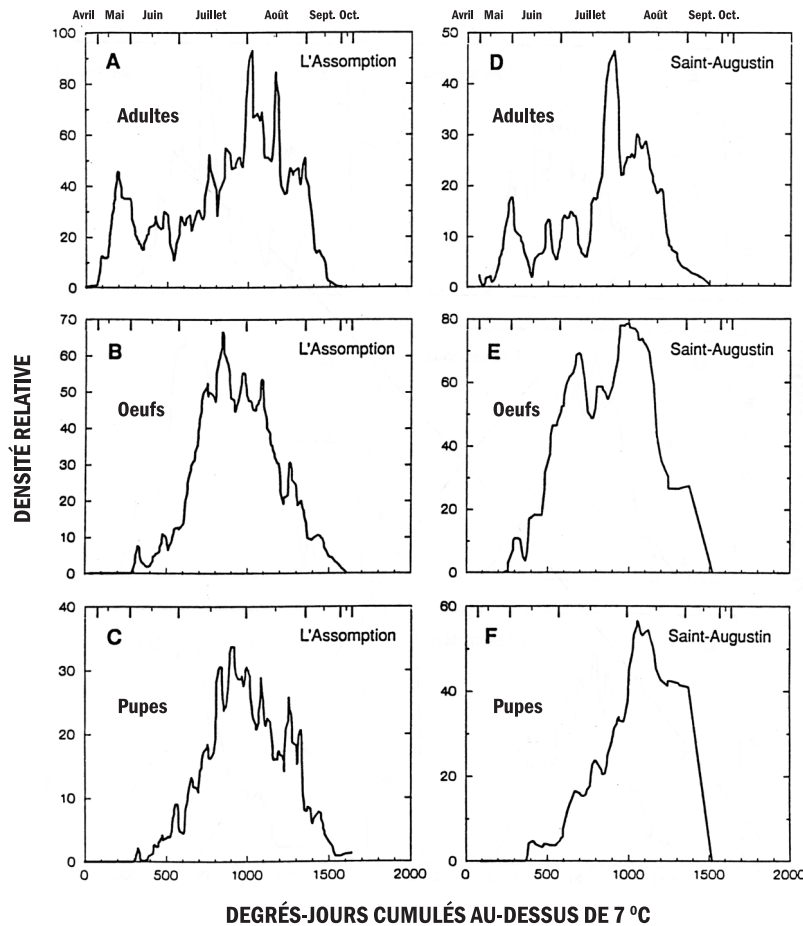 Avril Mai Juin Juillet Août Sept. Oct.
Avril Mai Juin Juillet Août Sept. Oct.
A
L'Assomption
Adultes
100
80
60
40
20
0
D
Saint-Augustin
Adultes
50
40
30
20
10
0
B
L'Assomption
Oeufs
70
60
50
40
30
20
10
0
E
Saint-Augustin
Oeufs
80
60
40
20
0
C
L'Assomption
Pupes
40
30
20
10
0
0 500 1000 1500 2000
F
Saint-Augustin
Pupes
60
40
20
0
0 500 1000 1500 2000
DENSITÉ RELATIVE
DEGRÉS-JOURS CUMULÉS AU-DESSUS DE 7 ºC